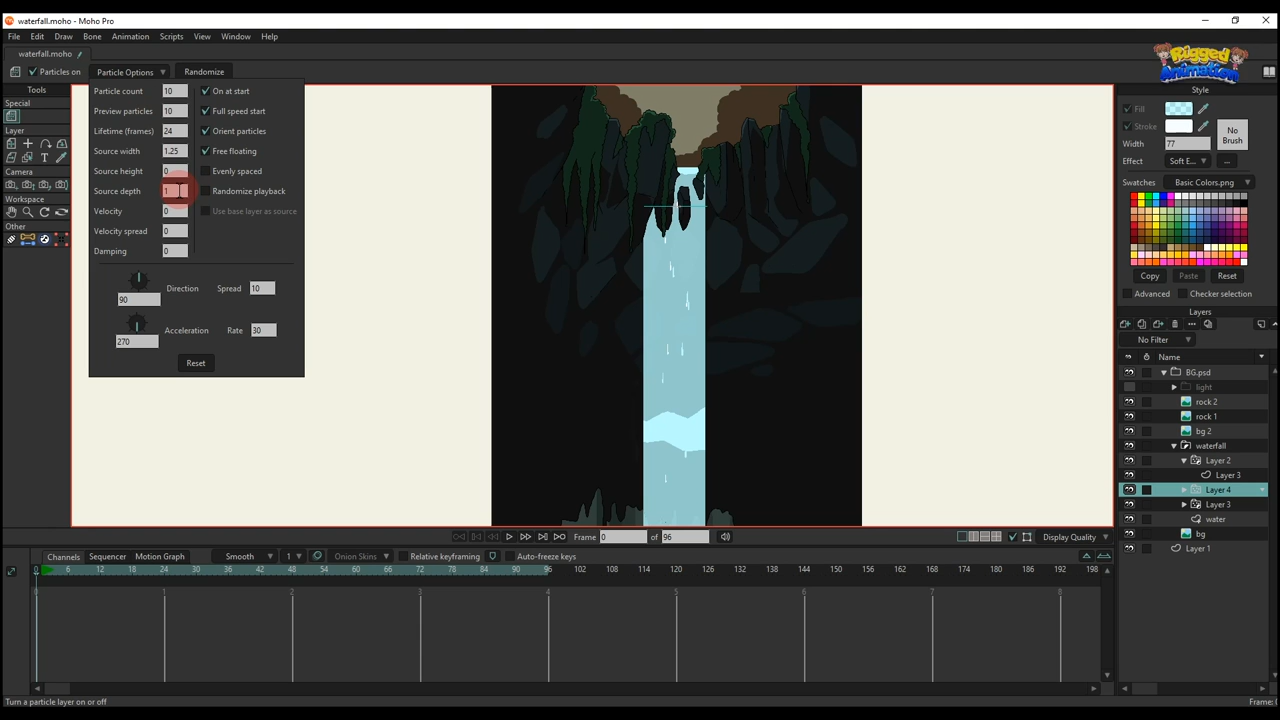 waterfall.moho - Moho Pro
File Edit Draw Bone Animation Scripts View Window Help
waterfall.moho
Particles on Particle Options Randomize
Rigged Animation
Tools
Special
Layer
Camera
Workspace
Other
Particle count 10 On at start
Preview particles 10 Full speed start
Lifetime (frames) 24 Orient particles
Source width 1.25 Free floating
Source height 0 Evenly spaced
Source depth 1 Randomize playback
Velocity 0 Use base layer as source
Velocity spread 0
Damping 0
Direction Spread 10
90
Acceleration Rate 30
270
Reset
Style
Fill
Stroke
No Brush
Width 77
Effect Soft E... ...
Swatches Basic Colors.png
Copy Paste Reset
Advanced Checker selection
Layers
No Filter
Name
BG.psd
light
rock 2
rock 1
bg 2
waterfall
Layer 2
Layer 3
Layer 4
Layer 3
water
bg
Layer 1
Frame 0 of 96 Display Quality
Channels Sequencer Motion Graph Smooth 1 Onion Skins Relative keyframing Auto-freeze keys
0 6 12 18 24 30 36 42 48 54 60 66 72 78 84 90 96 102 108 114 120 126 132 138 144 150 156 162 168 174 180 186 192 198
0 1 2 3 4 5 6 7 8
Turn a particle layer on or off Frame: